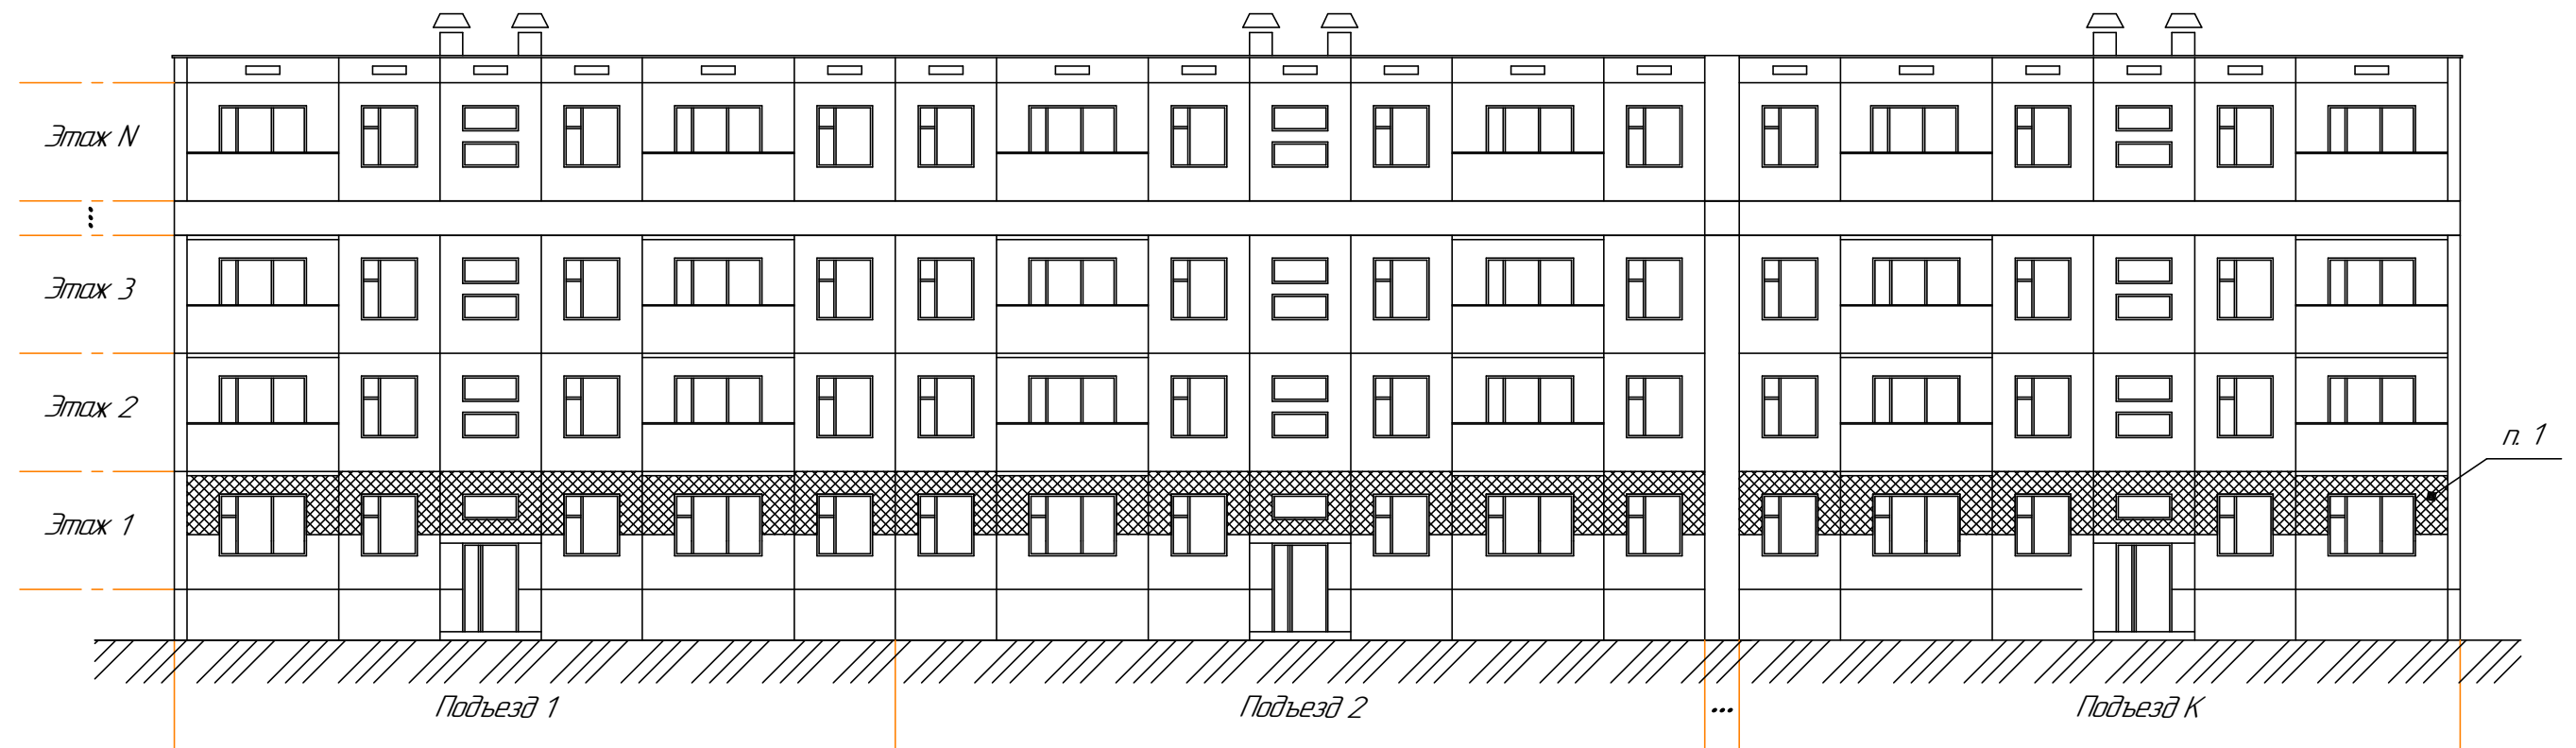 Этаж N
⋮
Этаж 3
Этаж 2
п. 1
Этаж 1
Подъезд 1
Подъезд 2
...
Подъезд К